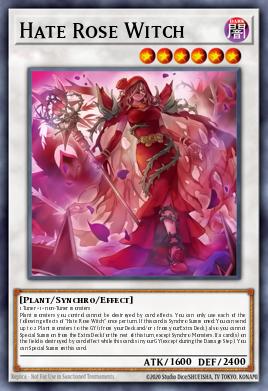 HATE ROSE WITCH
DARK
闇
[PLANT/SYNCHRO/EFFECT]
1 Tuner + 1+ non-Tuner monsters
Plant monsters you control cannot be destroyed by card effects. You can only use each of the
following effects of "Hate Rose Witch" once per turn. If this card is Synchro Summoned: You can send
up to 2 Plant monsters to the GY (from your Deck and/or from your Extra Deck), also you cannot
Special Summon from the Extra Deck for the rest of this turn, except Synchro Monsters. If a card(s) on
the field is destroyed by card effect while this card is in your GY (except during the Damage Step): You
can Special Summon this card.
ATK/1600 DEF/2400
Replica - Not For Use in Sanctioned Tournaments.
©2020 Studio Dice/SHUEISHA, TV TOKYO, KONAMI